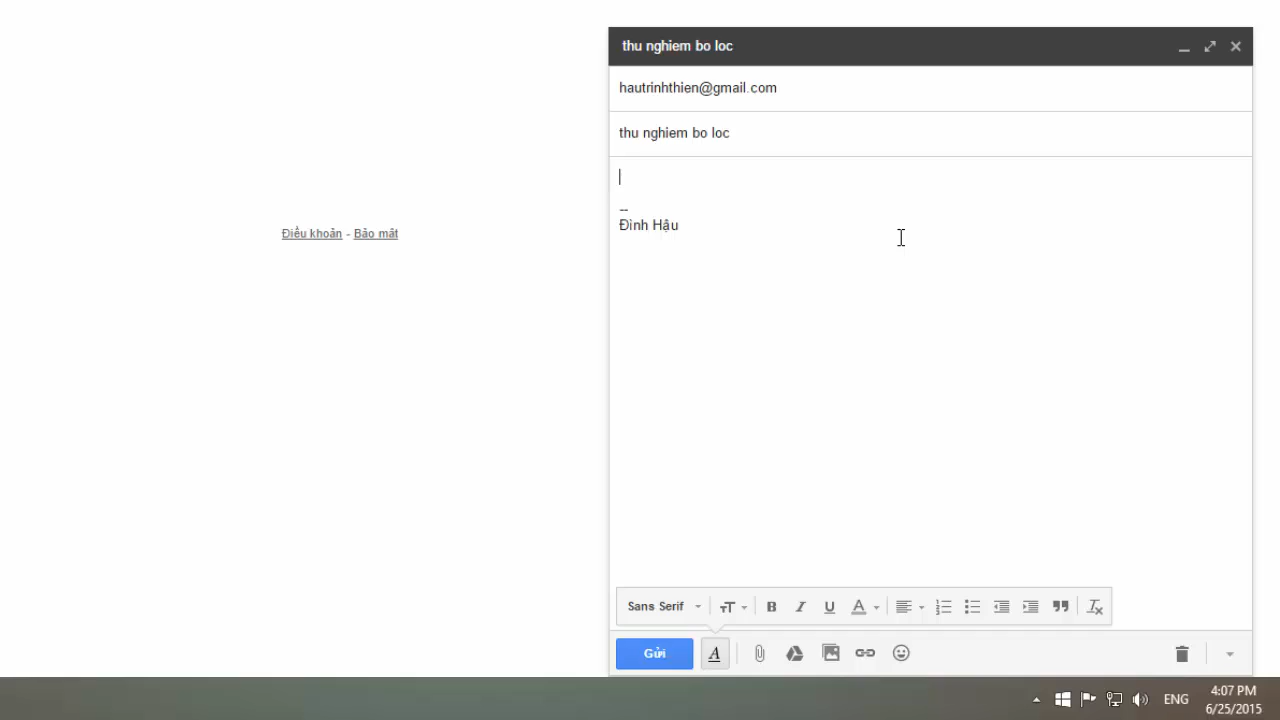 thu nghiem bo loc
hautrinhthien@gmail.com
thu nghiem bo loc
--
Đình Hậu
Điều khoản - Bảo mật
Sans Serif
Gửi
ENG
4:07 PM
6/25/2015